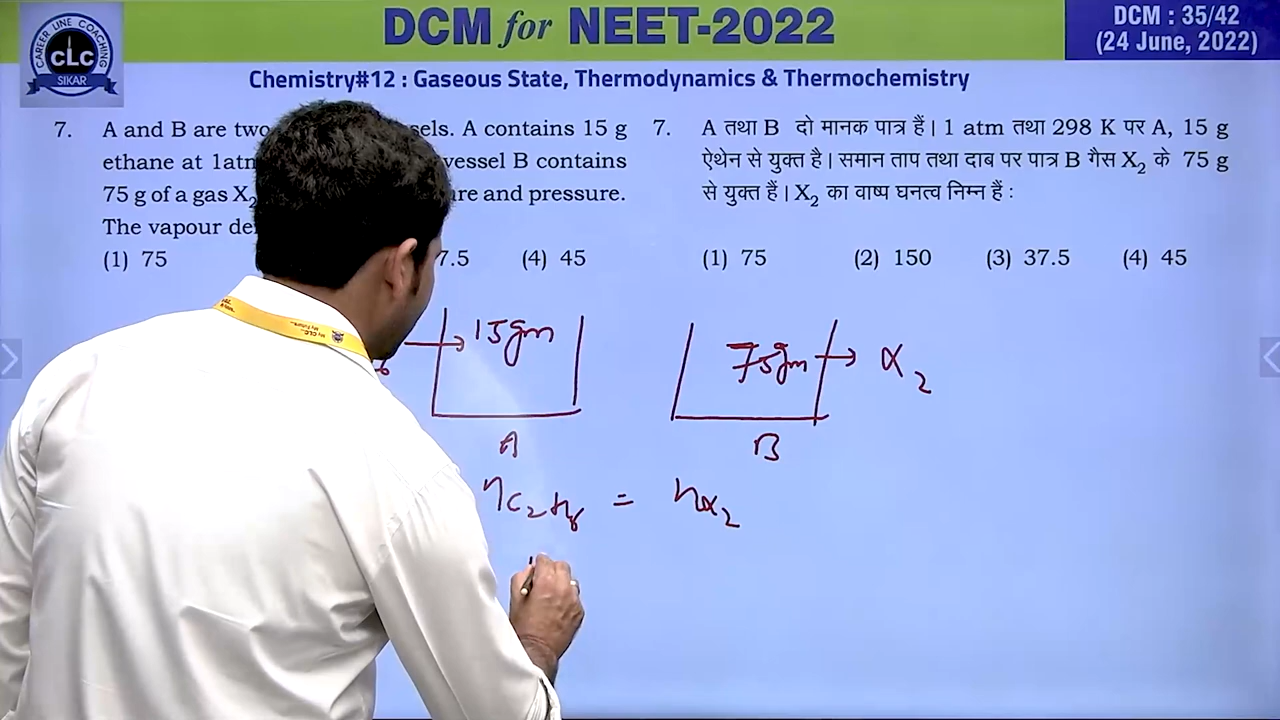 DCM for NEET-2022
DCM : 35/42
(24 June, 2022)
CAREER LINE COACHING
CLC
SIKAR
Chemistry#12 : Gaseous State, Thermodynamics & Thermochemistry
7. A and B are two sels. A contains 15 g
ethane at 1atm vessel B contains
75 g of a gas X₂ re and pressure.
The vapour de
(1) 75 7.5 (4) 45
7. A तथा B दो मानक पात्र हैं। 1 atm तथा 298 K पर A, 15 g
ऐथेन से युक्त है। समान ताप तथा दाब पर पात्र B गैस X₂ के 75 g
से युक्त हैं। X₂ का वाष्प घनत्व निम्न हैं :
(1) 75 (2) 150 (3) 37.5 (4) 45
15gm
75gm → X₂
A
B
nC₂H₆ = nX₂